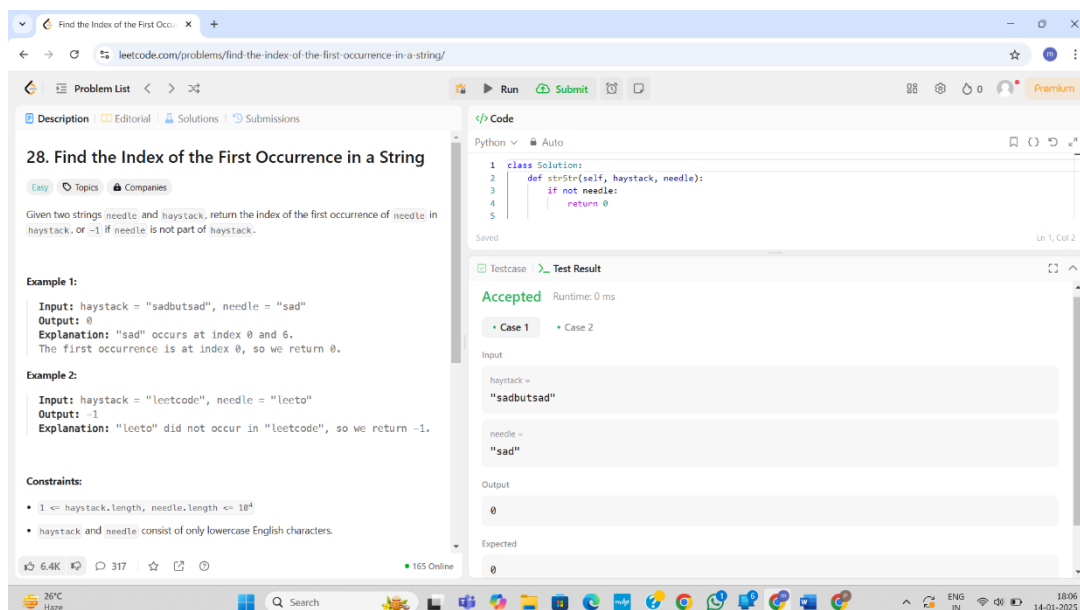 Find the Index of the First Occu
leetcode.com/problems/find-the-index-of-the-first-occurrence-in-a-string/
m
Problem List
Run
Submit
0
Premium
Description
Editorial
Solutions
Submissions
28. Find the Index of the First Occurrence in a String
Easy
Topics
Companies
Given two strings needle and haystack, return the index of the first occurrence of needle in
haystack, or -1 if needle is not part of haystack.
Example 1:
Input: haystack = "sadbutsad", needle = "sad"
Output: 0
Explanation: "sad" occurs at index 0 and 6.
The first occurrence is at index 0, so we return 0.
Example 2:
Input: haystack = "leetcode", needle = "leeto"
Output: -1
Explanation: "leeto" did not occur in "leetcode", so we return -1.
Constraints:
• 1 <= haystack.length, needle.length <= 10⁴
• haystack and needle consist of only lowercase English characters.
6.4K
317
165 Online
</> Code
Python
Auto
1 class Solution:
2 def strStr(self, haystack, needle):
3 if not needle:
4 return 0
5
Saved
Ln 1, Col 2
Testcase
Test Result
Accepted
Runtime: 0 ms
• Case 1
• Case 2
Input
haystack =
"sadbutsad"
needle =
"sad"
Output
0
Expected
0
26°C
Haze
Search
ENG
IN
18:06
14-01-2025